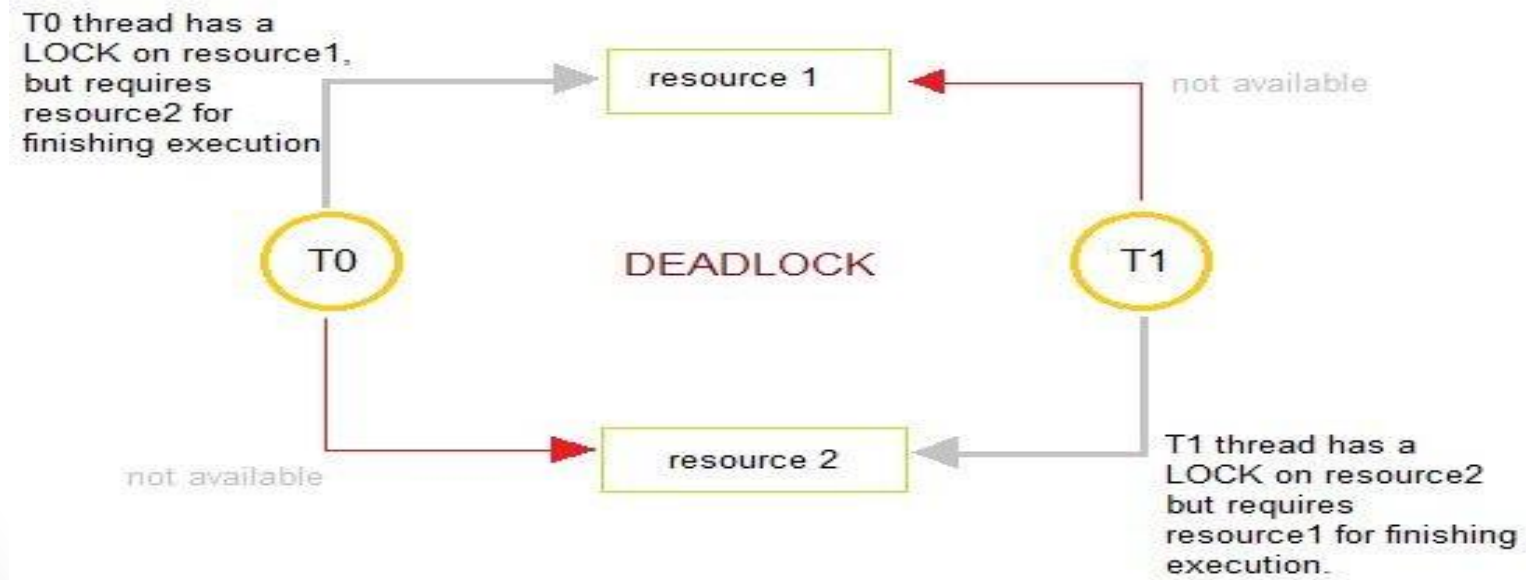 T0 thread has a
LOCK on resource1,
but requires
resource2 for
finishing execution
resource 1
not available
T0
DEADLOCK
T1
not available
resource 2
T1 thread has a
LOCK on resource2
but requires
resource1 for finishing
execution.